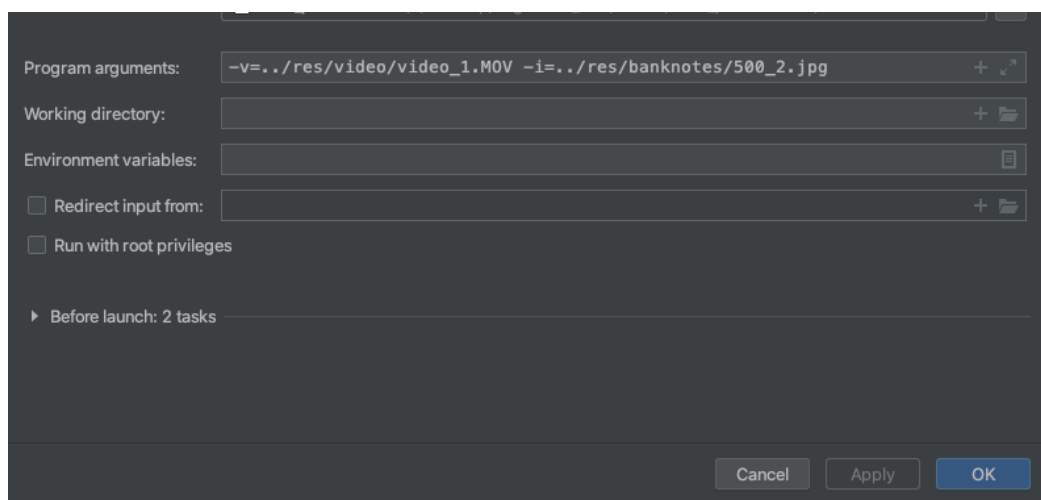 Program arguments: -v=../res/video/video_1.MOV -i=../res/banknotes/500_2.jpg
Working directory:
Environment variables:
Redirect input from:
Run with root privileges
Before launch: 2 tasks
Cancel Apply OK